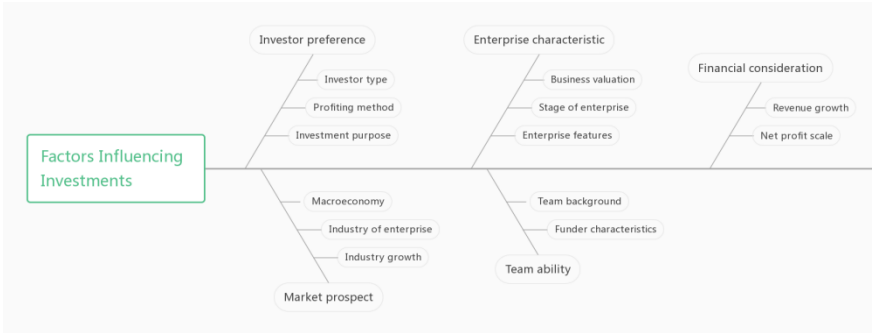 Factors Influencing
Investments
Investor preference
Investor type
Profiting method
Investment purpose
Enterprise characteristic
Business valuation
Stage of enterprise
Enterprise features
Financial consideration
Revenue growth
Net profit scale
Macroeconomy
Industry of enterprise
Industry growth
Market prospect
Team background
Funder characteristics
Team ability